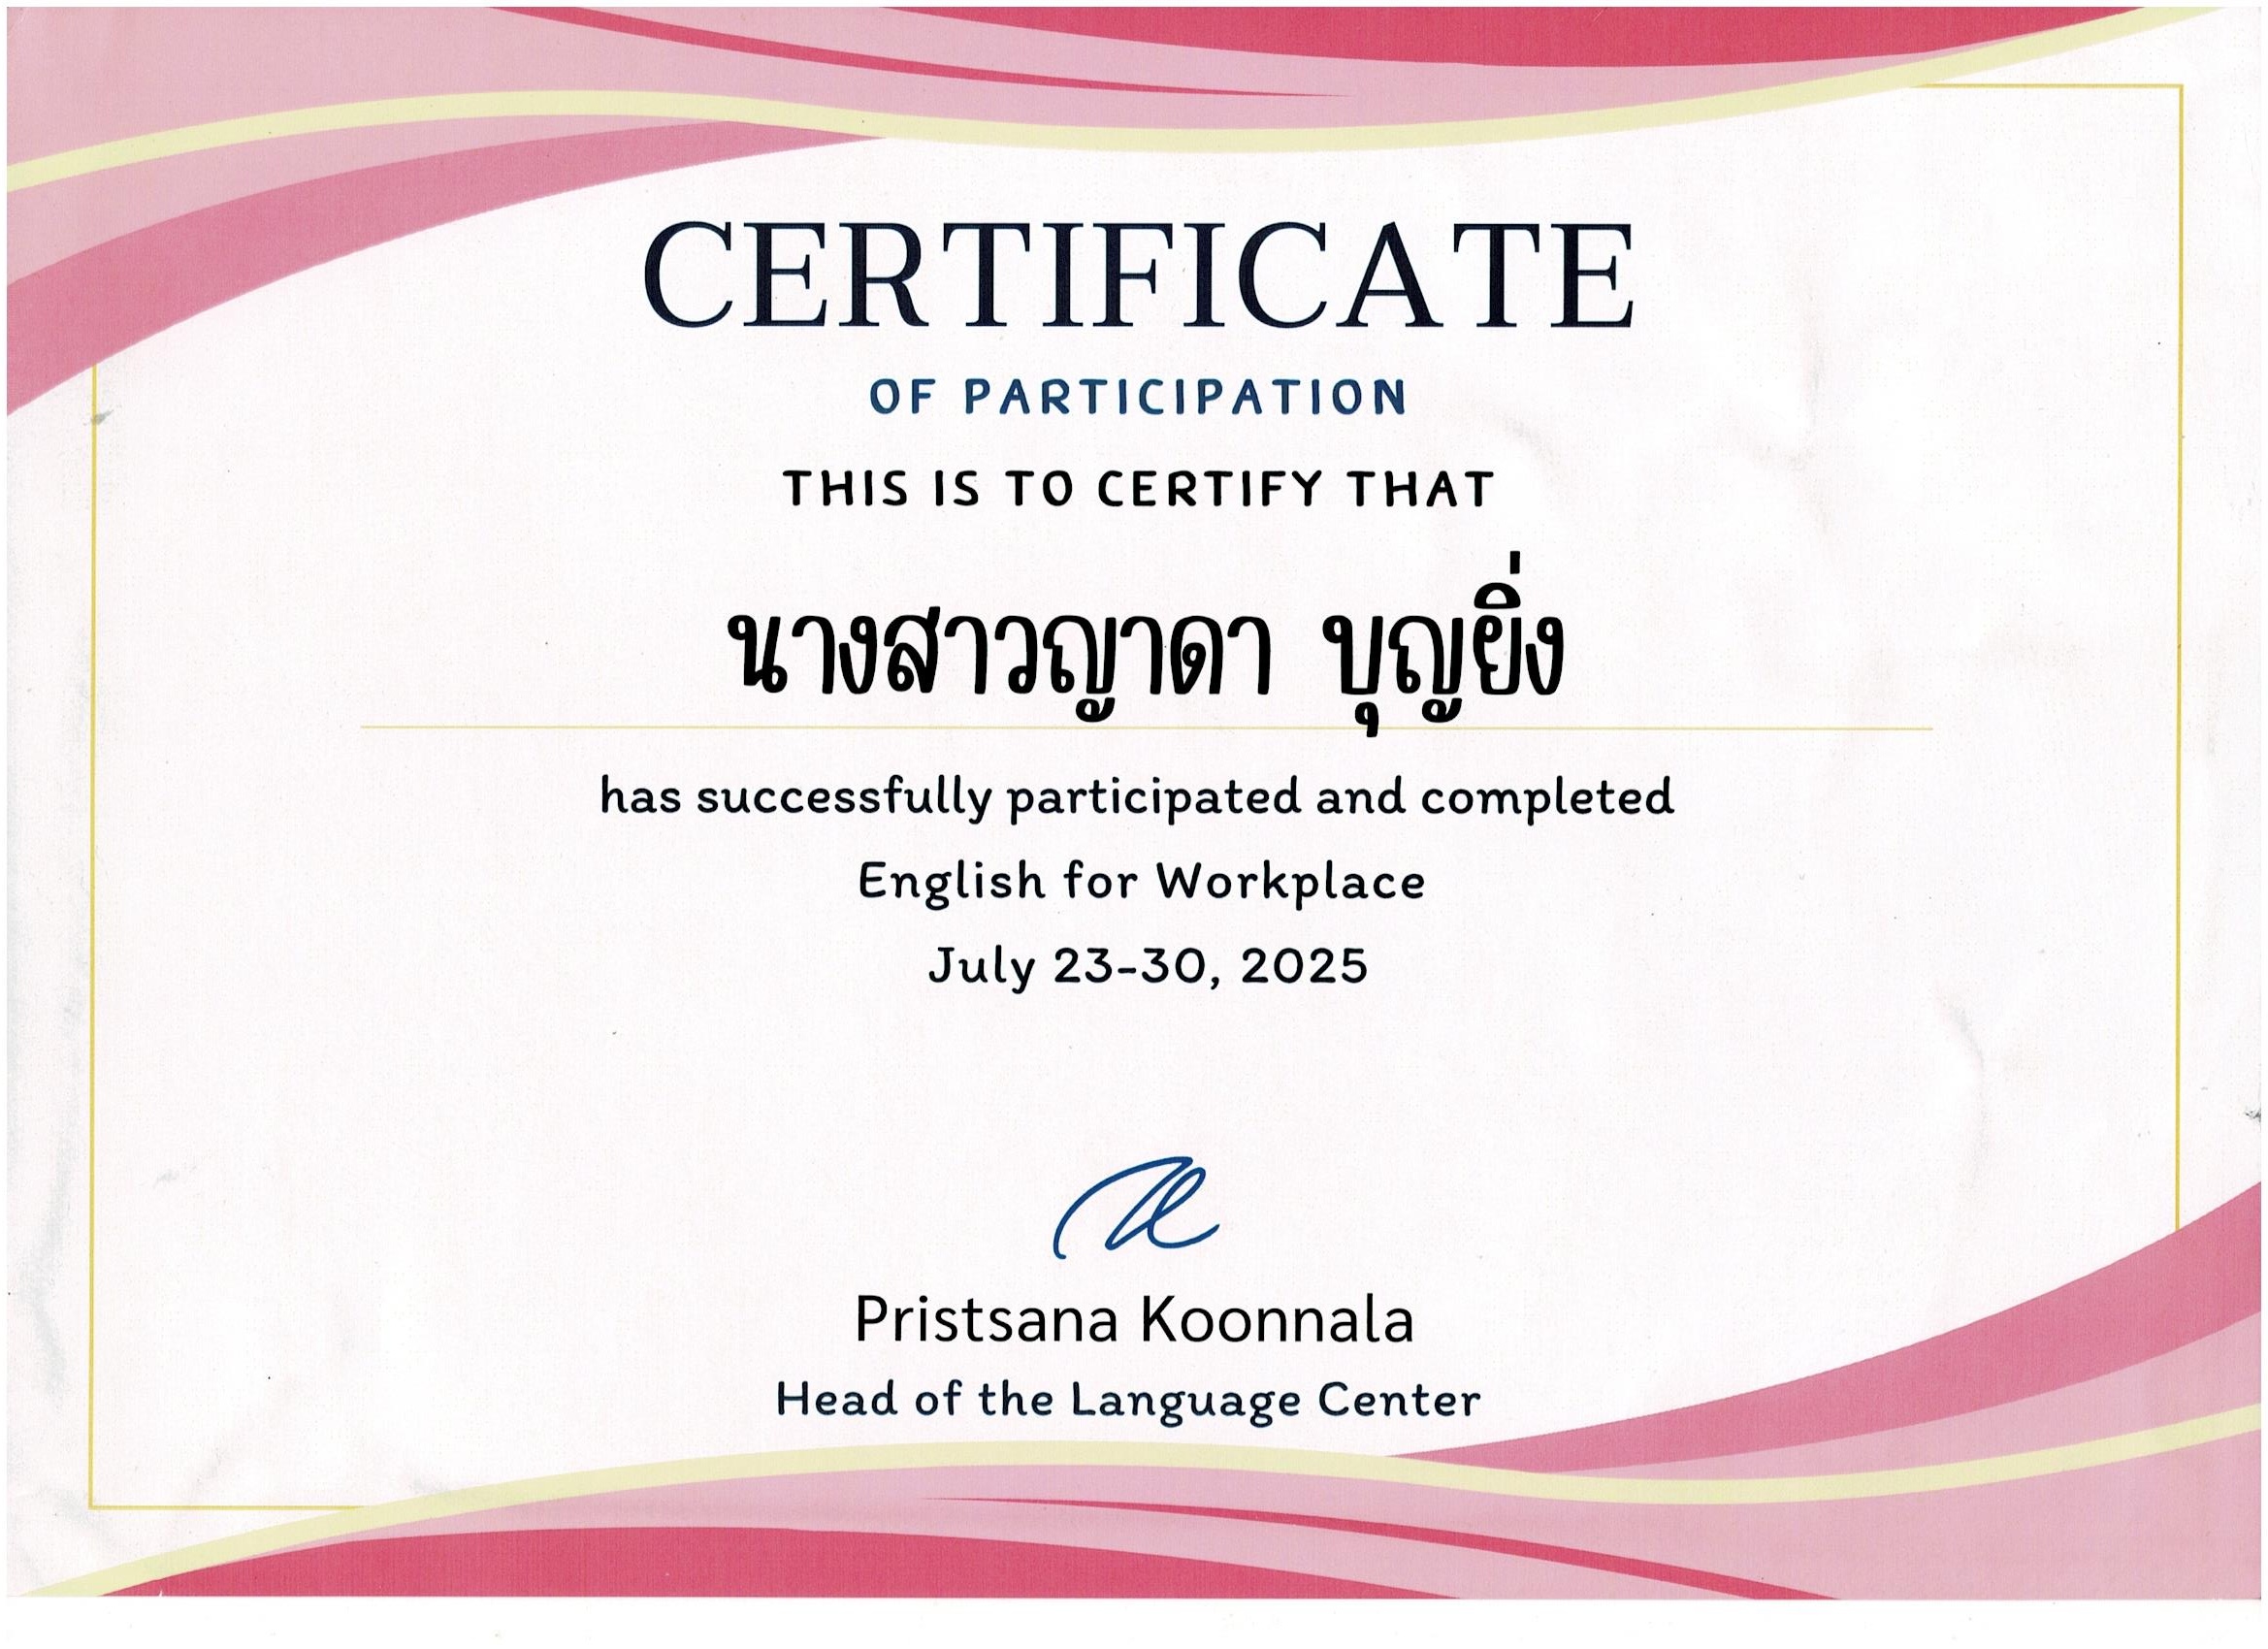 CERTIFICATE
OF PARTICIPATION
THIS IS TO CERTIFY THAT
นางสาวญาดา บุญยิ่ง
has successfully participated and completed
English for Workplace
July 23-30, 2025
Pristsana Koonnala
Head of the Language Center